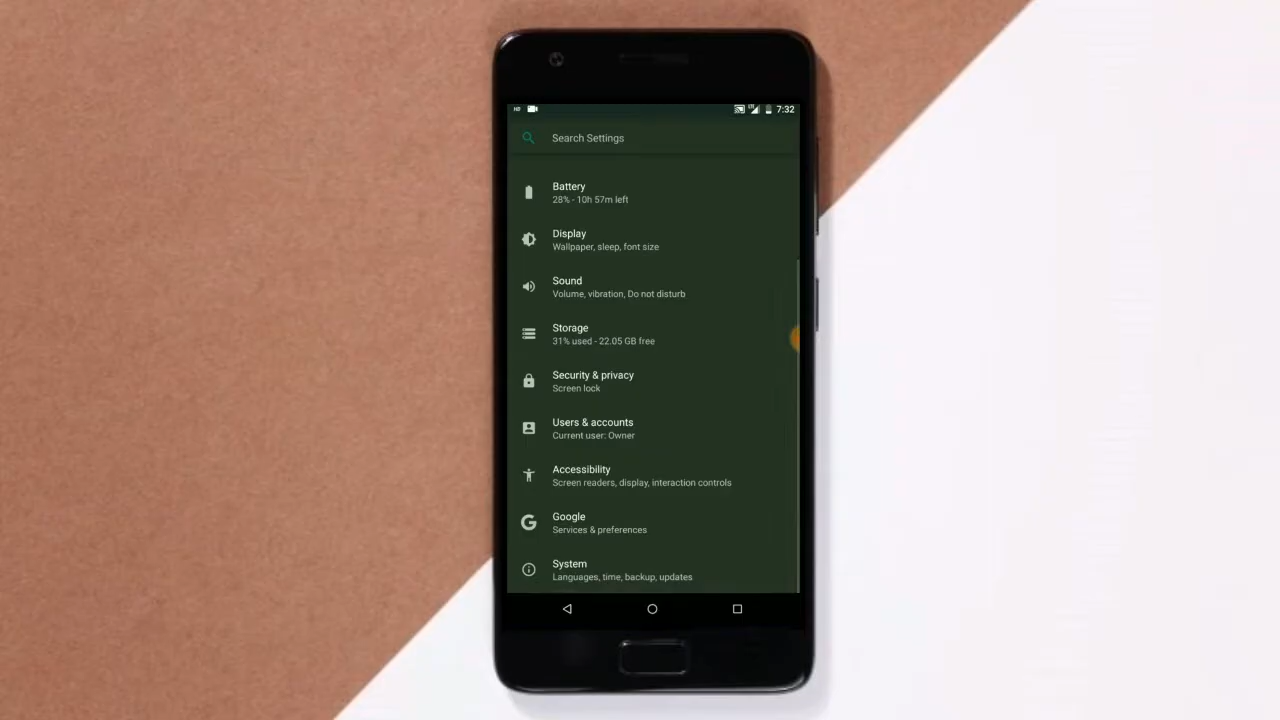 HD
LTE
7:32
Search Settings
Battery
28% - 10h 57m left
Display
Wallpaper, sleep, font size
Sound
Volume, vibration, Do not disturb
Storage
31% used - 22.05 GB free
Security & privacy
Screen lock
Users & accounts
Current user: Owner
Accessibility
Screen readers, display, interaction controls
Google
Services & preferences
System
Languages, time, backup, updates